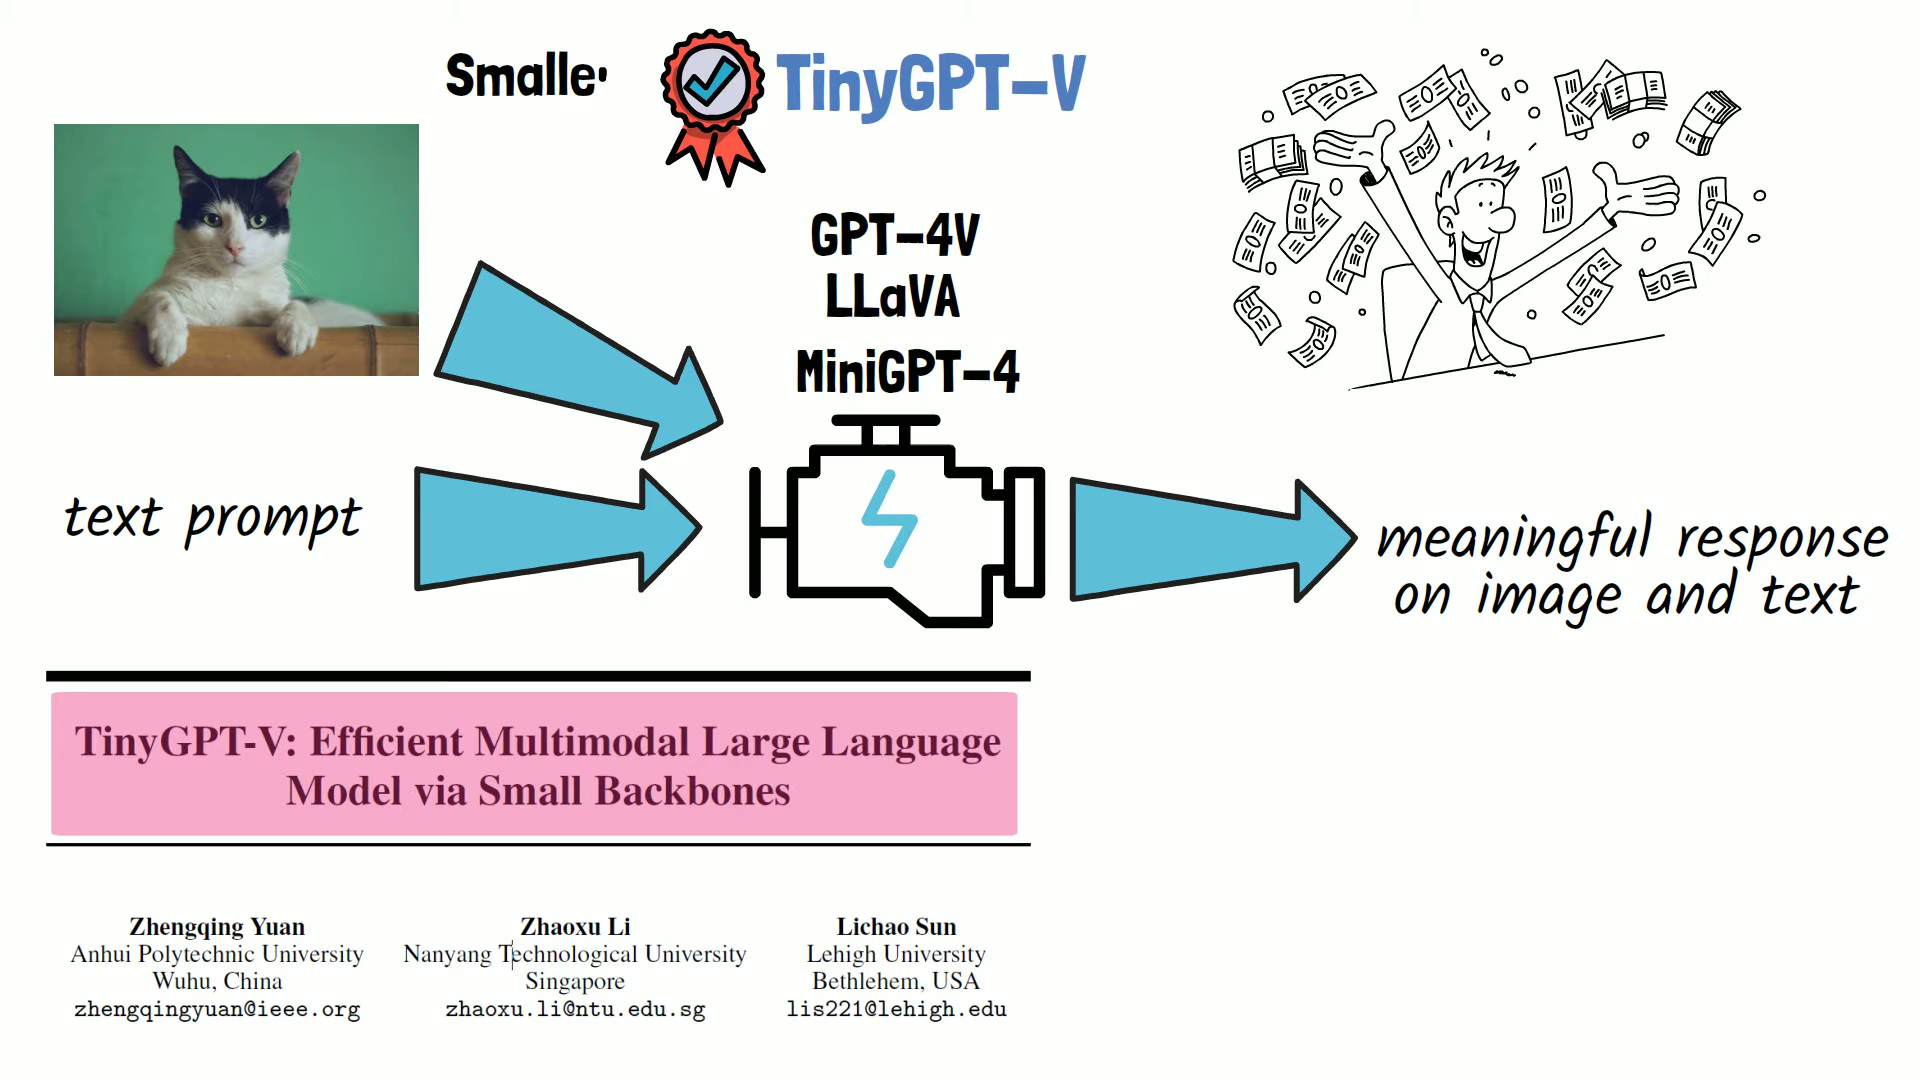 Smaller
TinyGPT-V
GPT-4V
LLaVA
MiniGPT-4
text prompt
meaningful response
on image and text
TinyGPT-V: Efficient Multimodal Large Language
Model via Small Backbones
Zhengqing Yuan
Anhui Polytechnic University
Wuhu, China
zhengqingyuan@ieee.org
Zhaoxu Li
Nanyang Technological University
Singapore
zhaoxu.li@ntu.edu.sg
Lichao Sun
Lehigh University
Bethlehem, USA
lis221@lehigh.edu